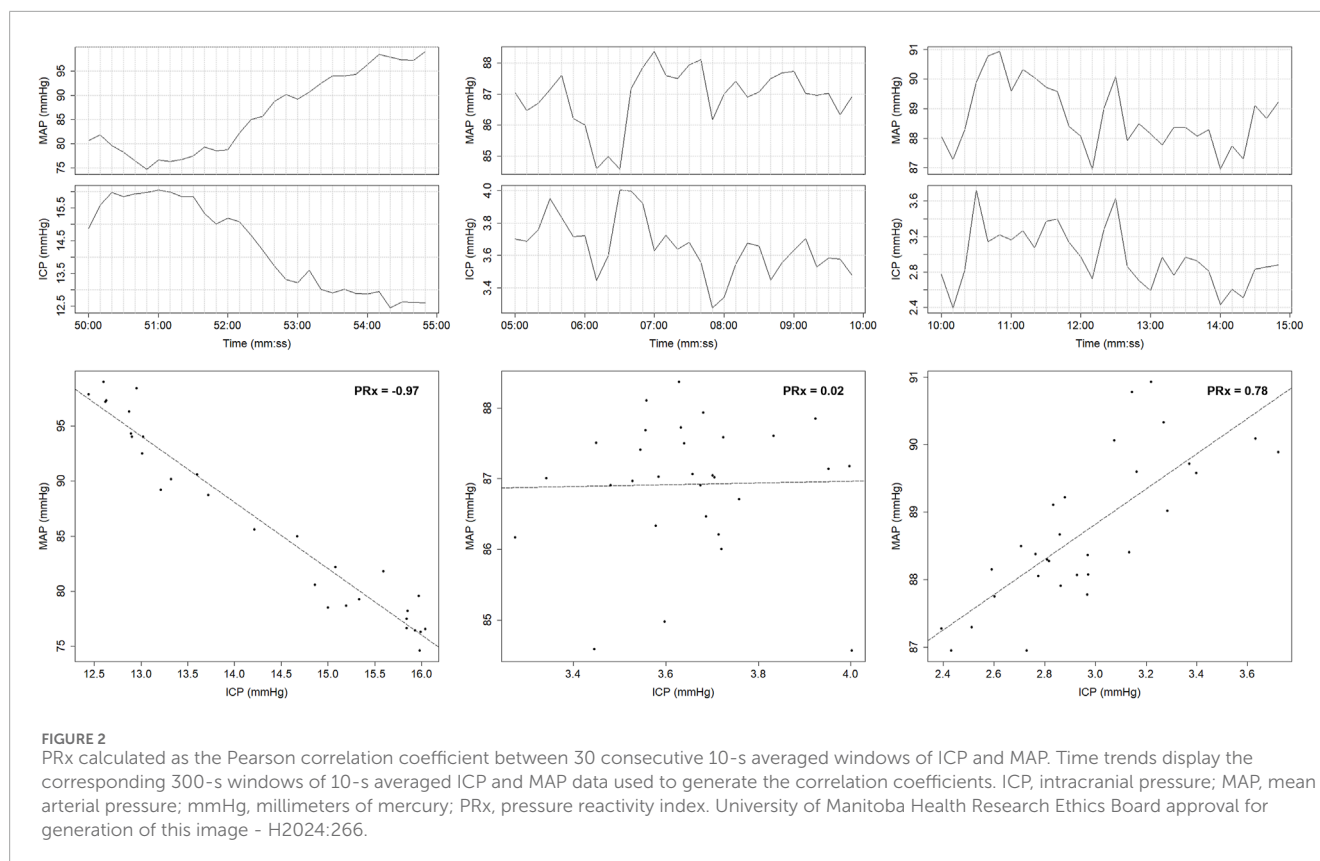 95
90
85
80
75
MAP (mmHg)
15.5
14.5
13.5
12.5
ICP (mmHg)
50:00 51:00 52:00 53:00 54:00 55:00
Time (mm:ss)
88
87
86
85
MAP (mmHg)
4.0
3.8
3.6
3.4
ICP (mmHg)
05:00 06:00 07:00 08:00 09:00 10:00
Time (mm:ss)
91
90
89
88
87
MAP (mmHg)
3.6
3.2
2.8
2.4
ICP (mmHg)
10:00 11:00 12:00 13:00 14:00 15:00
Time (mm:ss)
PRx = -0.97
95
90
85
80
75
MAP (mmHg)
12.5 13.0 13.5 14.0 14.5 15.0 15.5 16.0
ICP (mmHg)
PRx = 0.02
88
87
86
85
MAP (mmHg)
3.4 3.6 3.8 4.0
ICP (mmHg)
PRx = 0.78
91
90
89
88
87
MAP (mmHg)
2.4 2.6 2.8 3.0 3.2 3.4 3.6
ICP (mmHg)
FIGURE 2
PRx calculated as the Pearson correlation coefficient between 30 consecutive 10-s averaged windows of ICP and MAP. Time trends display the
corresponding 300-s windows of 10-s averaged ICP and MAP data used to generate the correlation coefficients. ICP, intracranial pressure; MAP, mean
arterial pressure; mmHg, millimeters of mercury; PRx, pressure reactivity index. University of Manitoba Health Research Ethics Board approval for
generation of this image - H2024:266.